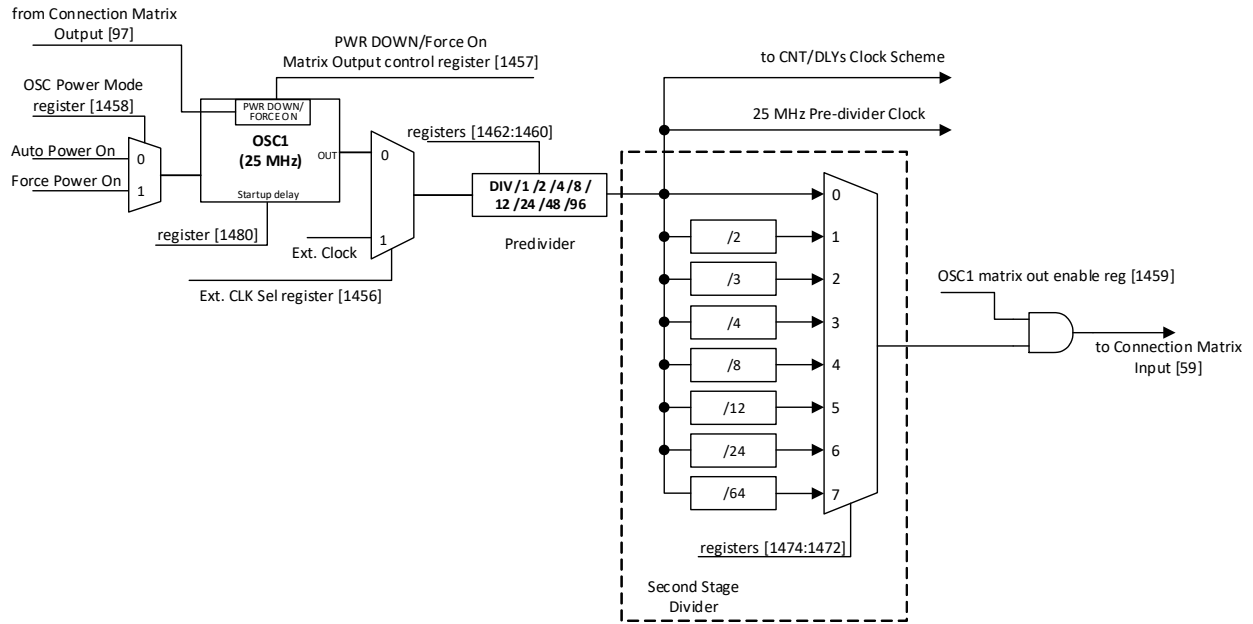 from Connection Matrix
Output [97]
PWR DOWN/Force On
Matrix Output control register [1457]
to CNT/DLYs Clock Scheme
OSC Power Mode
register [1458]
PWR DOWN/
FORCE ON
25 MHz Pre-divider Clock
registers [1462:1460]
Auto Power On
0
Force Power On
1
OSC1
(25 MHz)
OUT
Startup delay
0
1
DIV /1 /2 /4 /8 /
12 /24 /48 /96
Predivider
register [1480]
Ext. Clock
Ext. CLK Sel register [1456]
0
/2
1
/3
2
/4
3
/8
4
/12
5
/24
6
/64
7
registers [1474:1472]
Second Stage
Divider
OSC1 matrix out enable reg [1459]
to Connection Matrix
Input [59]